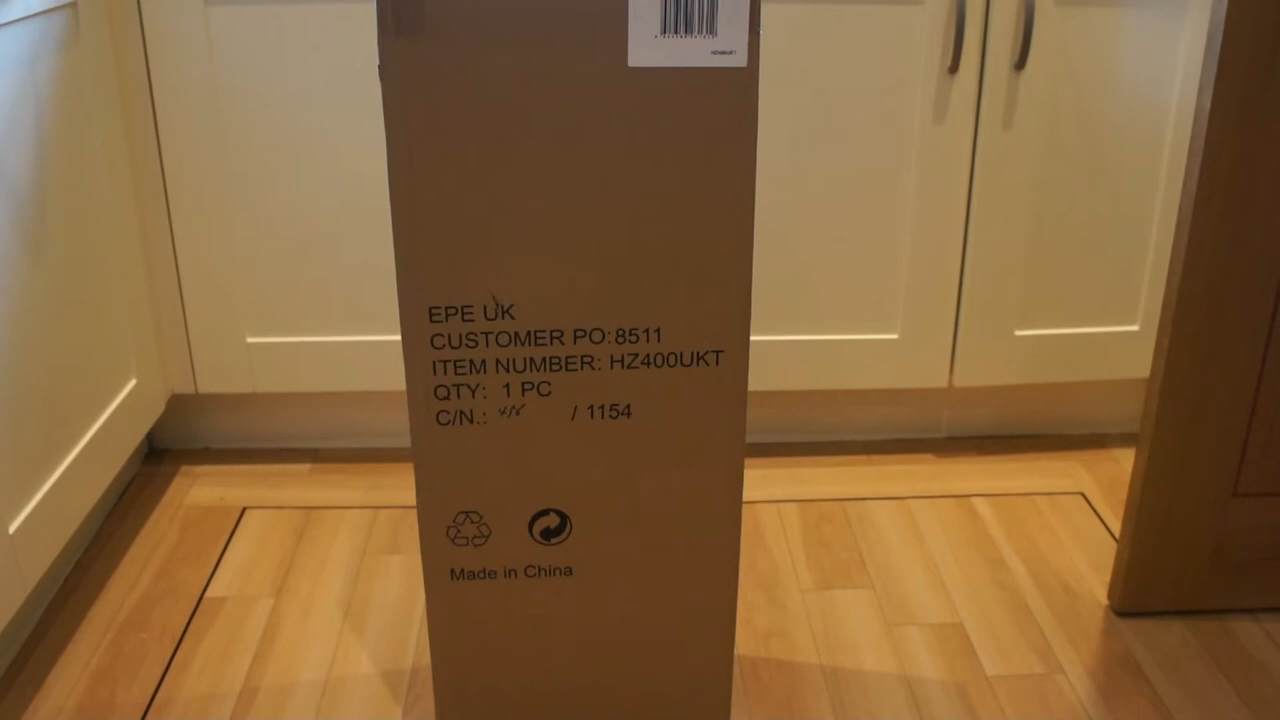 EPE UK
CUSTOMER PO:8511
ITEM NUMBER: HZ400UKT
QTY: 1 PC
C/N.: / 1154
Made in China